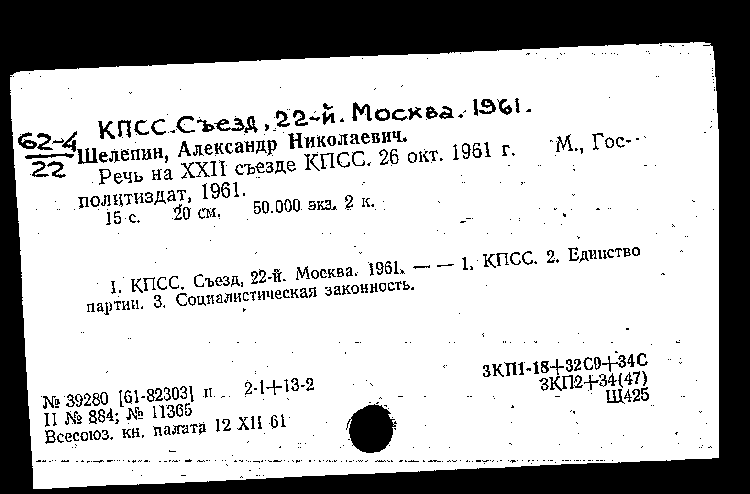 КПСС. Съезд, 22-й. Москва. 1961.
62-4
22
Шелепин, Александр Николаевич.
Речь на XXII съезде КПСС. 26 окт. 1961 г. М., Гос-
политиздат, 1961.
15 с. 20 см. 50.000 экз. 2 к.
I. КПСС. Съезд, 22-й. Москва. 1961. — — 1. КПСС. 2. Единство
партии. 3. Социалистическая законность.
№ 39280 [61-82303] п 2-1+13-2
II № 884; № 11365
Всесоюз. кн. палата 12 XII 61
3КП1-18+32С9+34С
3КП2+34(47)
Ш425